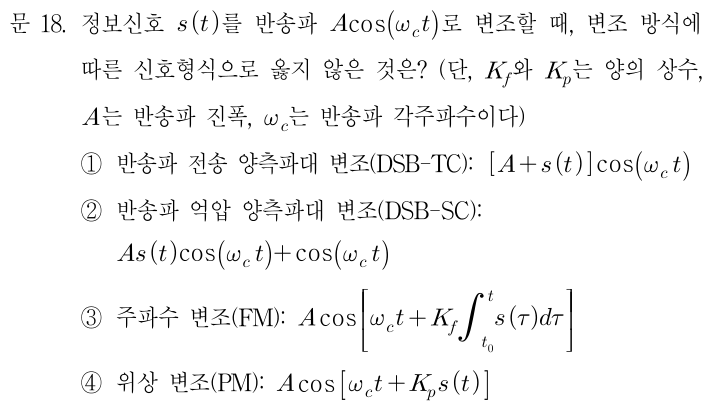 문 18. 정보신호 s(t)를 반송파 Acos(ω_c t)로 변조할 때, 변조 방식에
따른 신호형식으로 옳지 않은 것은? (단, K_f와 K_p는 양의 상수,
A는 반송파 진폭, ω_c는 반송파 각주파수이다)
① 반송파 전송 양측파대 변조(DSB-TC): [A+s(t)]cos(ω_c t)
② 반송파 억압 양측파대 변조(DSB-SC):
As(t)cos(ω_c t)+cos(ω_c t)
③ 주파수 변조(FM): Acos[ω_c t+K_f∫_{t_0}^{t} s(τ)dτ]
④ 위상 변조(PM): Acos[ω_c t+K_p s(t)]